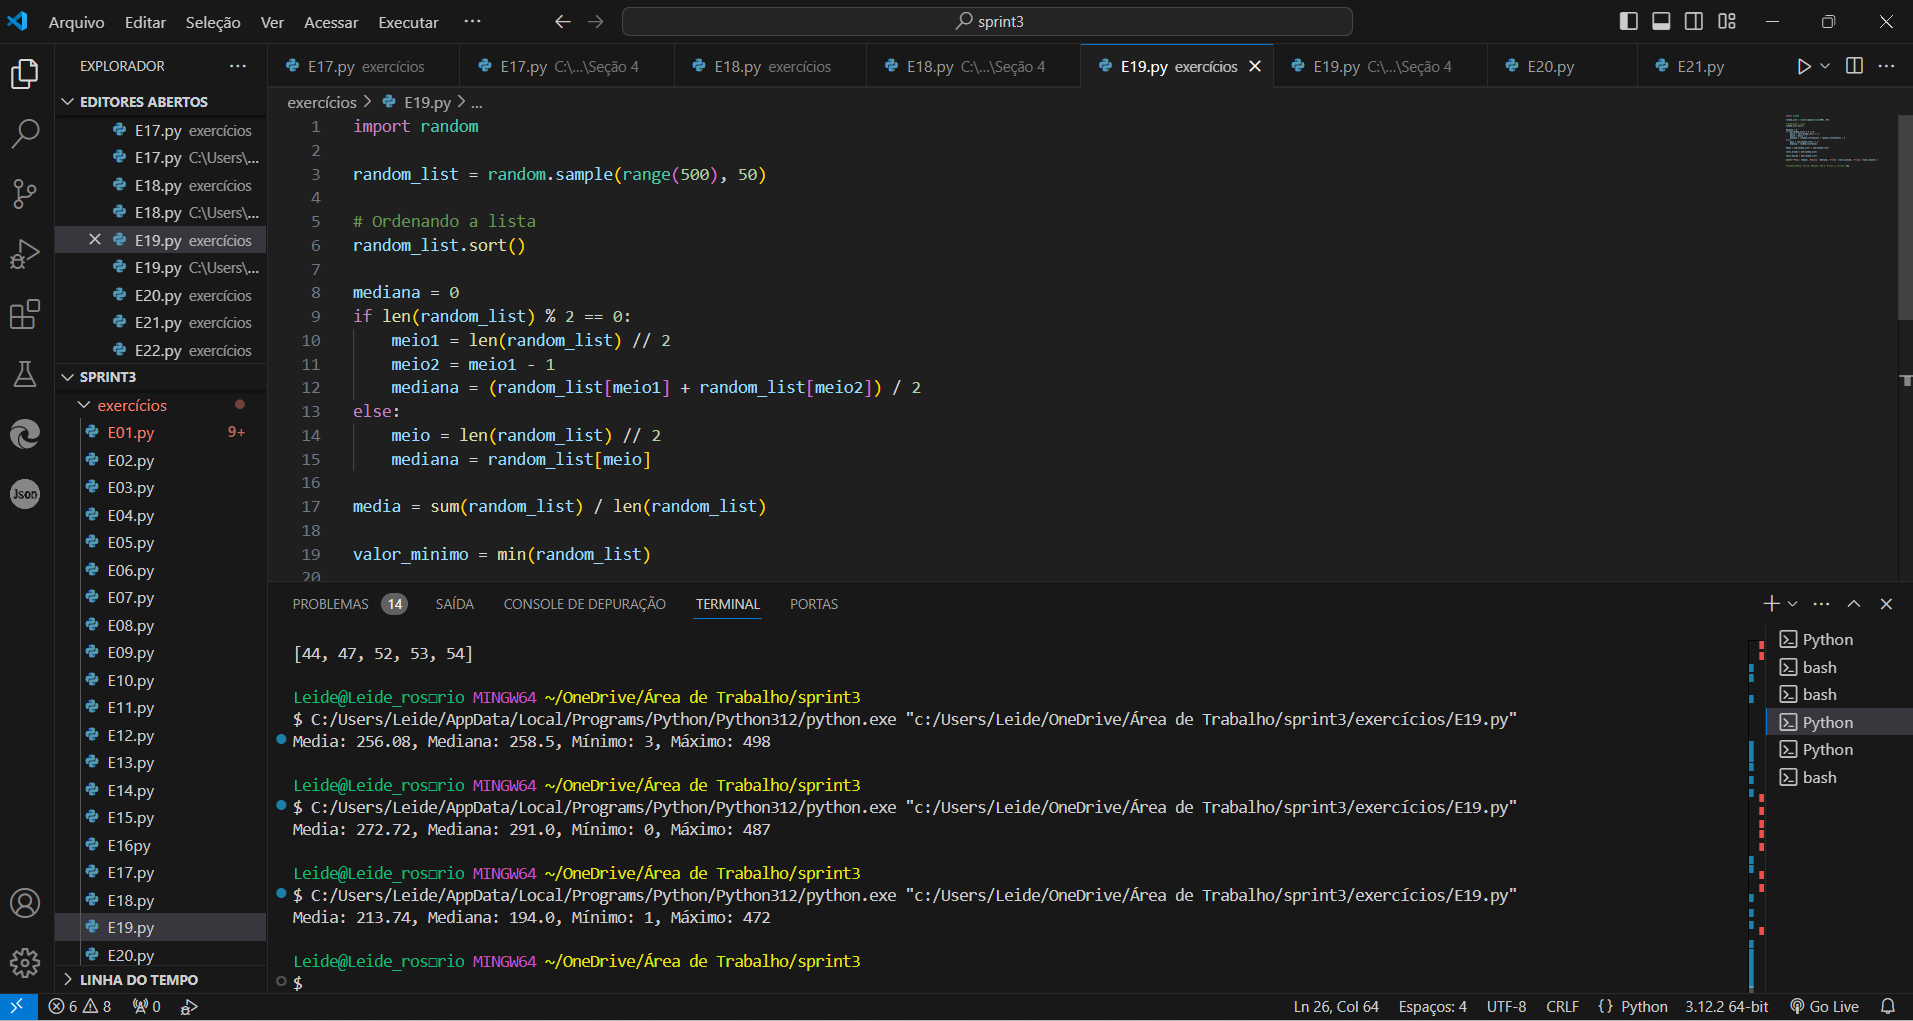 Arquivo Editar Seleção Ver Acessar Executar ··· sprint3
EXPLORADOR ···
EDITORES ABERTOS
E17.py exercícios
E17.py C:\Users\...
E18.py exercícios
E18.py C:\Users\...
E19.py exercícios
E19.py C:\Users\...
E20.py exercícios
E21.py exercícios
E22.py exercícios
SPRINT3
exercícios
E01.py 9+
E02.py
E03.py
E04.py
E05.py
E06.py
E07.py
E08.py
E09.py
E10.py
E11.py
E12.py
E13.py
E14.py
E15.py
E16py
E17.py
E18.py
E19.py
E20.py
LINHA DO TEMPO
Json
E17.py exercícios E17.py C:\...\Seção 4 E18.py exercícios E18.py C:\...\Seção 4 E19.py exercícios E19.py C:\...\Seção 4 E20.py E21.py
exercícios > E19.py > ...
1 import random
2
3 random_list = random.sample(range(500), 50)
4
5 # Ordenando a lista
6 random_list.sort()
7
8 mediana = 0
9 if len(random_list) % 2 == 0:
10 meio1 = len(random_list) // 2
11 meio2 = meio1 - 1
12 mediana = (random_list[meio1] + random_list[meio2]) / 2
13 else:
14 meio = len(random_list) // 2
15 mediana = random_list[meio]
16
17 media = sum(random_list) / len(random_list)
18
19 valor_minimo = min(random_list)
20
PROBLEMAS 14 SAÍDA CONSOLE DE DEPURAÇÃO TERMINAL PORTAS
[44, 47, 52, 53, 54]
Leide@Leide_ros□rio MINGW64 ~/OneDrive/Área de Trabalho/sprint3
$ C:/Users/Leide/AppData/Local/Programs/Python/Python312/python.exe "c:/Users/Leide/OneDrive/Área de Trabalho/sprint3/exercícios/E19.py"
Media: 256.08, Mediana: 258.5, Mínimo: 3, Máximo: 498
Leide@Leide_ros□rio MINGW64 ~/OneDrive/Área de Trabalho/sprint3
$ C:/Users/Leide/AppData/Local/Programs/Python/Python312/python.exe "c:/Users/Leide/OneDrive/Área de Trabalho/sprint3/exercícios/E19.py"
Media: 272.72, Mediana: 291.0, Mínimo: 0, Máximo: 487
Leide@Leide_ros□rio MINGW64 ~/OneDrive/Área de Trabalho/sprint3
$ C:/Users/Leide/AppData/Local/Programs/Python/Python312/python.exe "c:/Users/Leide/OneDrive/Área de Trabalho/sprint3/exercícios/E19.py"
Media: 213.74, Mediana: 194.0, Mínimo: 1, Máximo: 472
Leide@Leide_ros□rio MINGW64 ~/OneDrive/Área de Trabalho/sprint3
$
Python
bash
bash
Python
Python
bash
6 8 0 Ln 26, Col 64 Espaços: 4 UTF-8 CRLF {} Python 3.12.2 64-bit Go Live